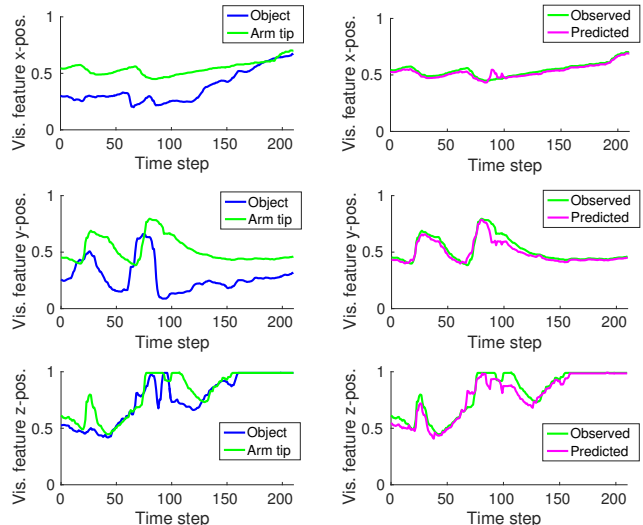 Vis. feature x-pos.
1
0.5
0
0 50 100 150 200
Time step
Object
Arm tip
Vis. feature x-pos.
1
0.5
0
0 50 100 150 200
Time step
Observed
Predicted
Vis. feature y-pos.
1
0.5
0
0 50 100 150 200
Time step
Object
Arm tip
Vis. feature y-pos.
1
0.5
0
0 50 100 150 200
Time step
Observed
Predicted
Vis. feature z-pos.
1
0.5
0
0 50 100 150 200
Time step
Object
Arm tip
Vis. feature z-pos.
1
0.5
0
0 50 100 150 200
Time step
Observed
Predicted